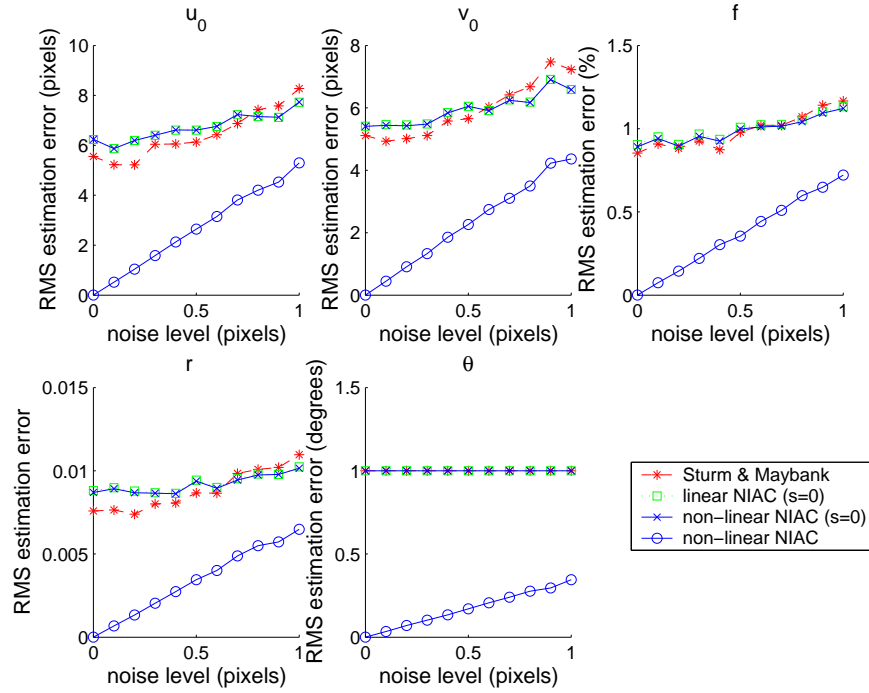 u0
RMS estimation error (pixels)
10
8
6
4
2
0
0 0.5 1
noise level (pixels)
v0
RMS estimation error (pixels)
8
6
4
2
0
0 0.5 1
noise level (pixels)
f
RMS estimation error (%)
1.5
1
0.5
0
0 0.5 1
noise level (pixels)
r
RMS estimation error
0.015
0.01
0.005
0
0 0.5 1
noise level (pixels)
θ
RMS estimation error (degrees)
1.5
1
0.5
0
0 0.5 1
noise level (pixels)
Sturm & Maybank
linear NIAC (s=0)
non-linear NIAC (s=0)
non-linear NIAC